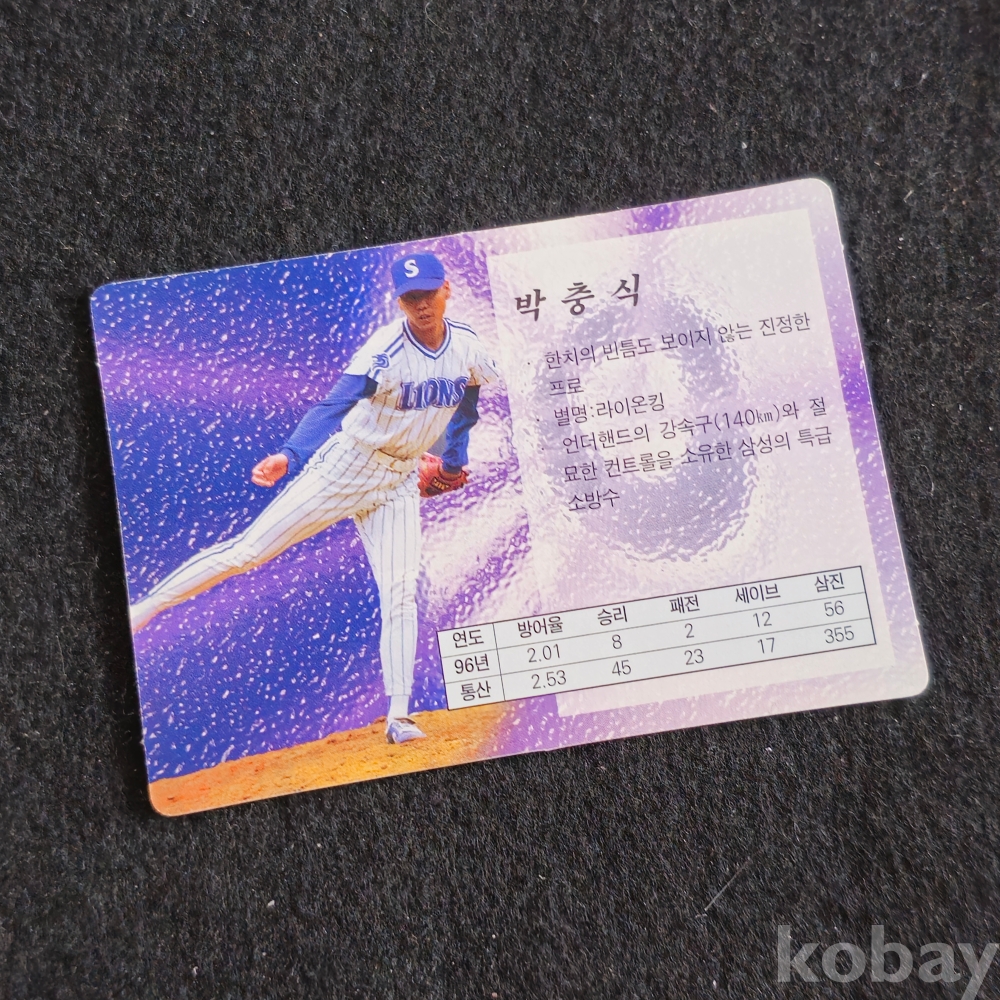 S
LIONS
박충식
· 한치의 빈틈도 보이지 않는 진정한
프로
· 별명:라이온킹
· 언더핸드의 강속구(140㎞)와 절
묘한 컨트롤을 소유한 삼성의 특급
소방수
연도 방어율 승리 패전 세이브 삼진
96년 2.01 8 2 12 56
통산 2.53 45 23 17 355
kobay